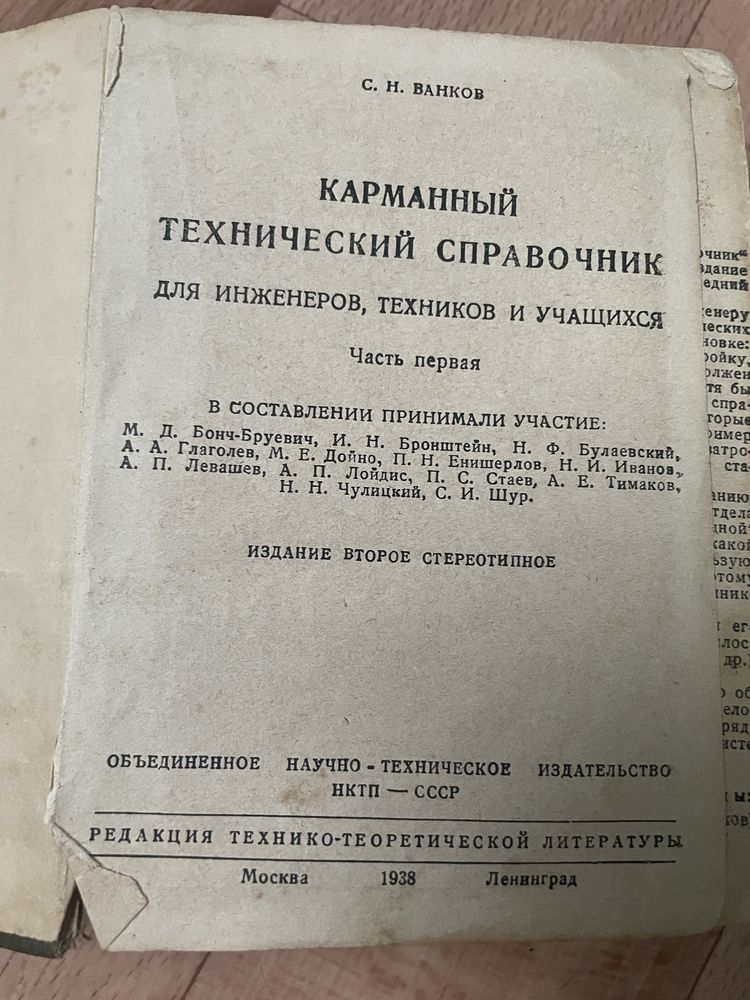 С. Н. ВАНКОВ
КАРМАННЫЙ
ТЕХНИЧЕСКИЙ СПРАВОЧНИК
ДЛЯ ИНЖЕНЕРОВ, ТЕХНИКОВ И УЧАЩИХСЯ
Часть первая
В СОСТАВЛЕНИИ ПРИНИМАЛИ УЧАСТИЕ:
М. Д. Бонч-Бруевич, И. Н. Бронштейн, Н. Ф. Булаевский,
А. А. Глаголев, М. Е. Дойно, П. Н. Енишерлов, Н. И. Иванов,
А. П. Левашев, А. П. Лойдис, П. С. Стаев, А. Е. Тимаков,
Н. Н. Чулицкий, С. И. Шур.
ИЗДАНИЕ ВТОРОЕ СТЕРЕОТИПНОЕ
ОБЪЕДИНЕННОЕ НАУЧНО-ТЕХНИЧЕСКОЕ ИЗДАТЕЛЬСТВО
НКТП — СССР
РЕДАКЦИЯ ТЕХНИКО-ТЕОРЕТИЧЕСКОЙ ЛИТЕРАТУРЫ
Москва 1938 Ленинград